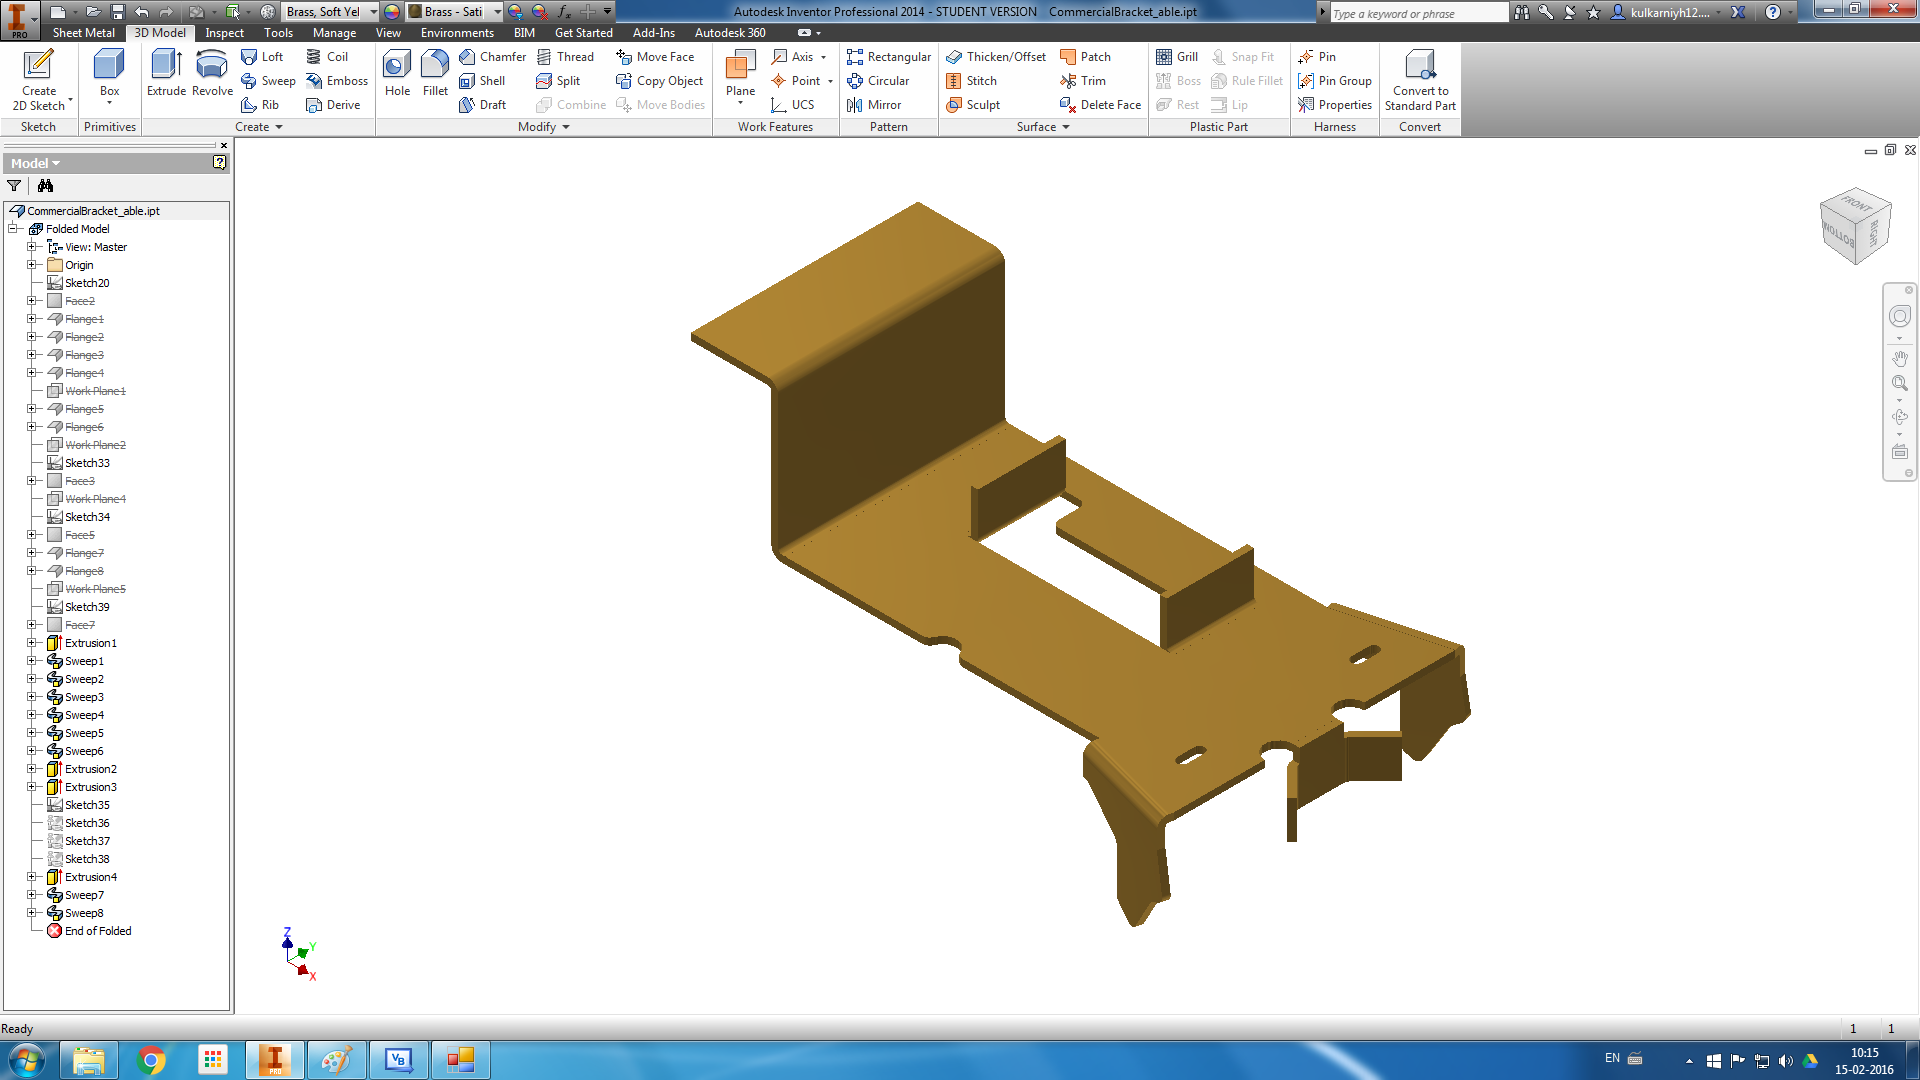 Brass, Soft Yel
Brass - Sati
Autodesk Inventor Professional 2014 - STUDENT VERSION CommercialBracket_able.ipt
Type a keyword or phrase
kulkarniyh12....
PRO
Sheet Metal 3D Model Inspect Tools Manage View Environments BIM Get Started Add-Ins Autodesk 360
Create 2D Sketch
Box
Extrude
Revolve
Loft
Sweep
Rib
Coil
Emboss
Derive
Hole
Fillet
Chamfer
Shell
Draft
Thread
Split
Combine
Move Face
Copy Object
Move Bodies
Plane
Axis
Point
UCS
Rectangular
Circular
Mirror
Thicken/Offset
Stitch
Sculpt
Patch
Trim
Delete Face
Grill
Boss
Rest
Snap Fit
Rule Fillet
Lip
Pin
Pin Group
Properties
Convert to Standard Part
Sketch Primitives Create Modify Work Features Pattern Surface Plastic Part Harness Convert
Model
CommercialBracket_able.ipt
Folded Model
View: Master
Origin
Sketch20
Face2
Flange1
Flange2
Flange3
Flange4
Work Plane1
Flange5
Flange6
Work Plane2
Sketch33
Face3
Work Plane4
Sketch34
Face5
Flange7
Flange8
Work Plane5
Sketch39
Face7
Extrusion1
Sweep1
Sweep2
Sweep3
Sweep4
Sweep5
Sweep6
Extrusion2
Extrusion3
Sketch35
Sketch36
Sketch37
Sketch38
Extrusion4
Sweep7
Sweep8
End of Folded
FRONT
BOTTOM
RIGHT
Z
Y
X
Ready
1 1
PRO
VB
EN
10:15
15-02-2016